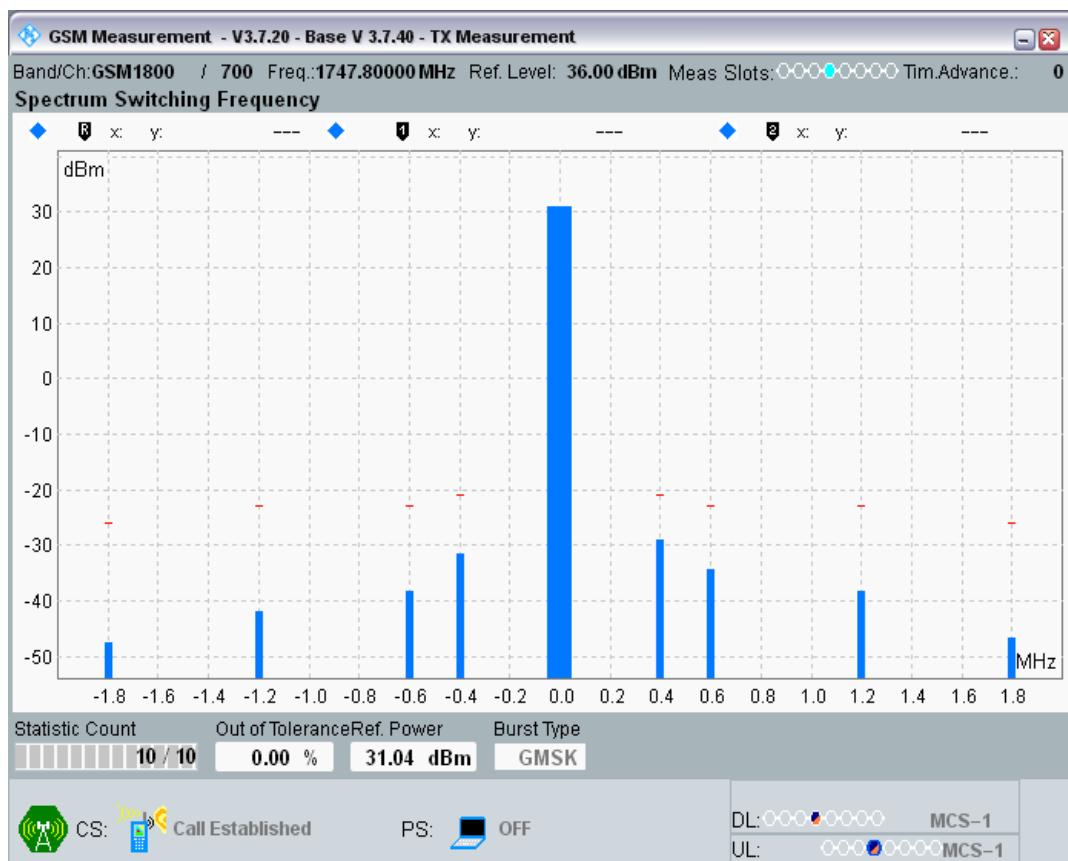 GSM Measurement - V3.7.20 - Base V 3.7.40 - TX Measurement
Band/Ch:GSM1800 / 700 Freq.:1747.80000 MHz Ref. Level: 36.00 dBm Meas Slots: Tim.Advance.: 0
Spectrum Switching Frequency
R x: y: --- 1 x: y: --- 2 x: y: ---
dBm
30
20
10
0
-10
-20
-30
-40
-50
MHz
-1.8 -1.6 -1.4 -1.2 -1.0 -0.8 -0.6 -0.4 -0.2 0.0 0.2 0.4 0.6 0.8 1.0 1.2 1.4 1.6 1.8
Statistic Count Out of Tolerance Ref. Power Burst Type
10 / 10 0.00 % 31.04 dBm GMSK
CS: Call Established PS: OFF DL: MCS-1
UL: MCS-1